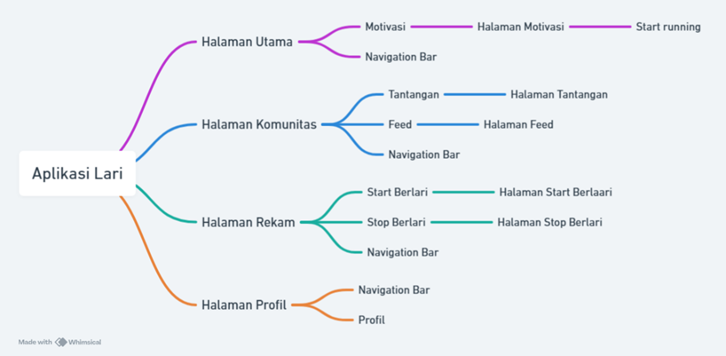 Aplikasi Lari
Halaman Utama
Motivasi
Halaman Motivasi
Start running
Navigation Bar
Halaman Komunitas
Tantangan
Halaman Tantangan
Feed
Halaman Feed
Navigation Bar
Halaman Rekam
Start Berlari
Halaman Start Berlaari
Stop Berlari
Halaman Stop Berlari
Navigation Bar
Halaman Profil
Navigation Bar
Profil
Made with Whimsical